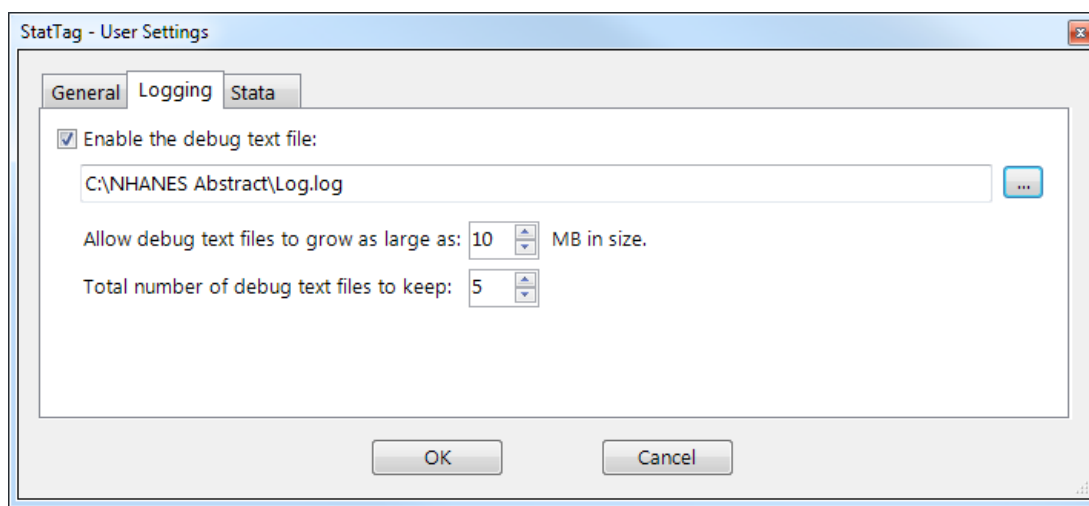 StatTag - User Settings
General Logging Stata
Enable the debug text file:
C:\NHANES Abstract\Log.log ...
Allow debug text files to grow as large as: 10 MB in size.
Total number of debug text files to keep: 5
OK Cancel